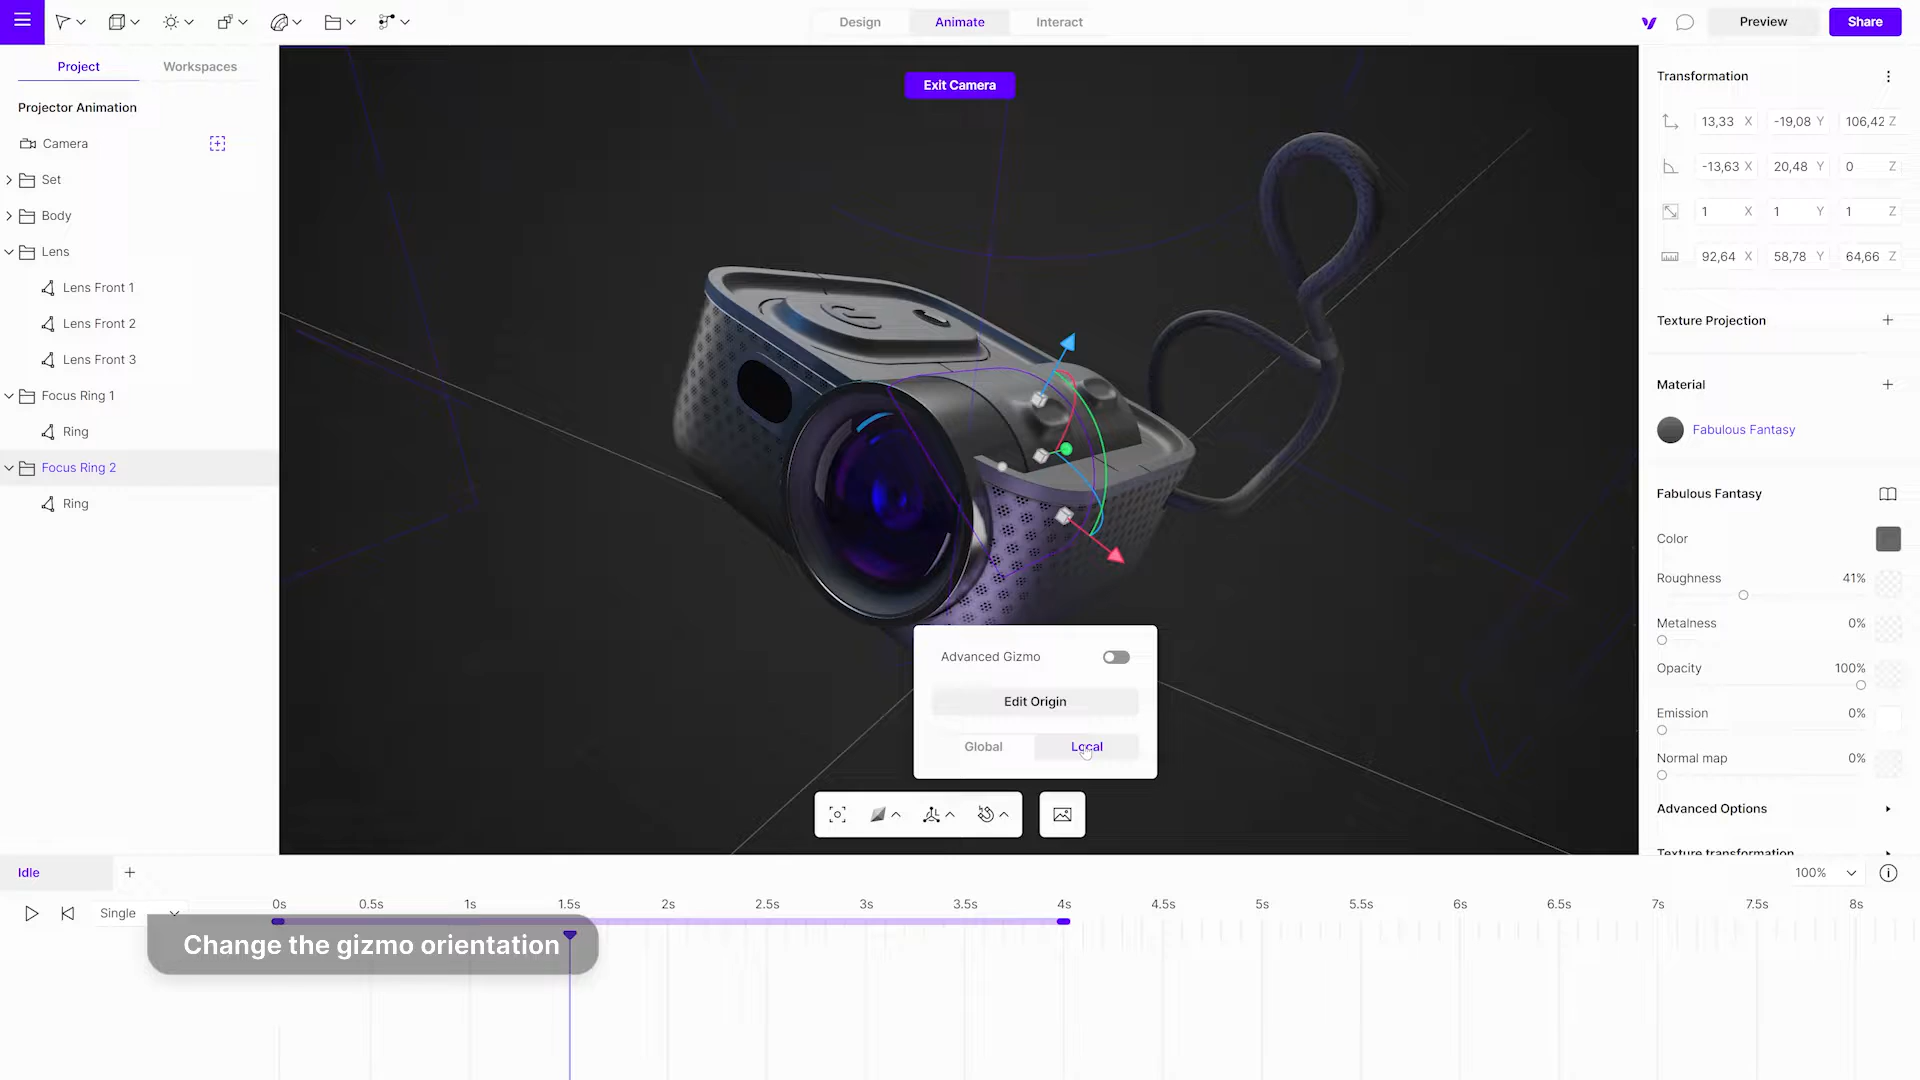 Design
Animate
Interact
Preview
Share
Project
Workspaces
Projector Animation
Camera
Set
Body
Lens
Lens Front 1
Lens Front 2
Lens Front 3
Focus Ring 1
Ring
Focus Ring 2
Ring
Exit Camera
Advanced Gizmo
Edit Origin
Global
Local
Transformation
13,33 X -19,08 Y 106,42 Z
-13,63 X 20,48 Y 0 Z
1 X 1 Y 1 Z
92,64 X 58,78 Y 64,66 Z
Texture Projection
Material
Fabulous Fantasy
Fabulous Fantasy
Color
Roughness 41%
Metalness 0%
Opacity 100%
Emission 0%
Normal map 0%
Advanced Options
Texture transformation
Idle
100%
Single
0s 0.5s 1s 1.5s 2s 2.5s 3s 3.5s 4s 4.5s 5s 5.5s 6s 6.5s 7s 7.5s 8s
Change the gizmo orientation